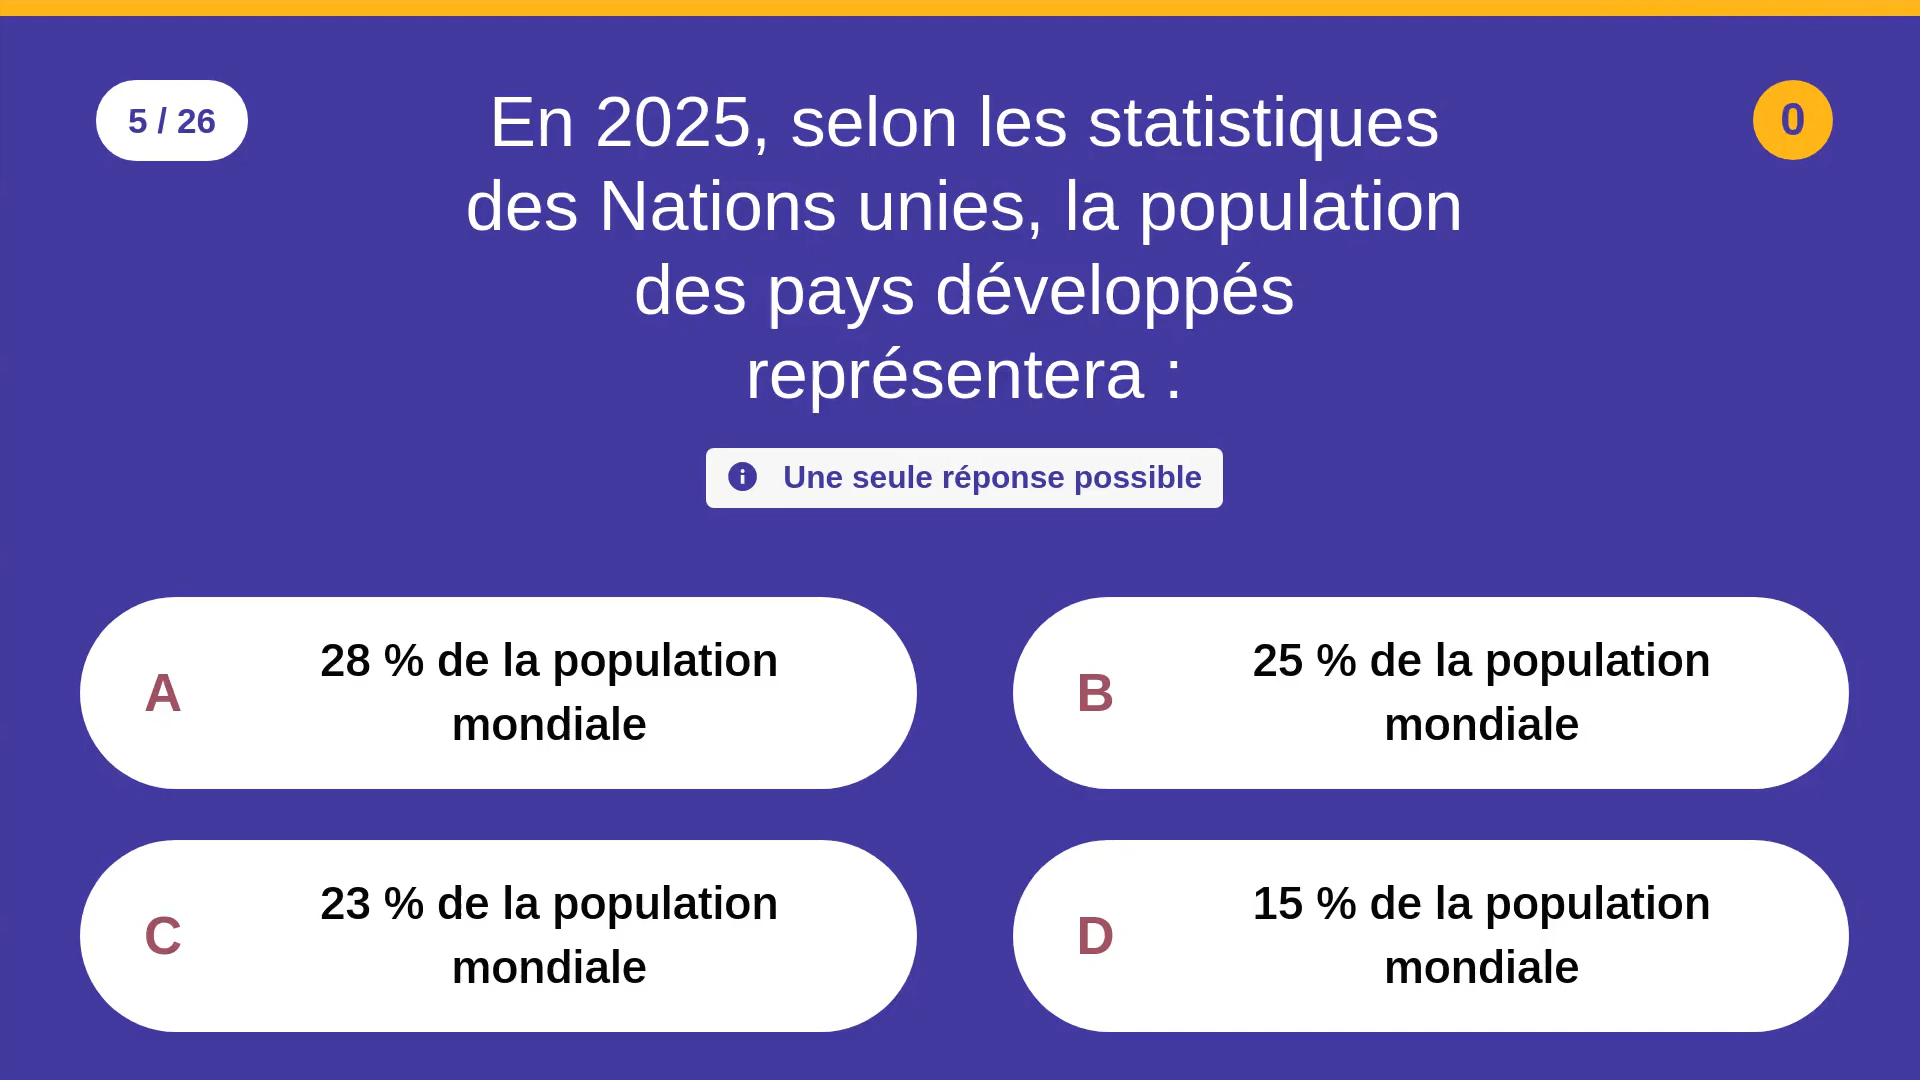 5 / 26
En 2025, selon les statistiques
des Nations unies, la population
des pays développés
représentera :
0
Une seule réponse possible
A
28 % de la population
mondiale
B
25 % de la population
mondiale
C
23 % de la population
mondiale
D
15 % de la population
mondiale